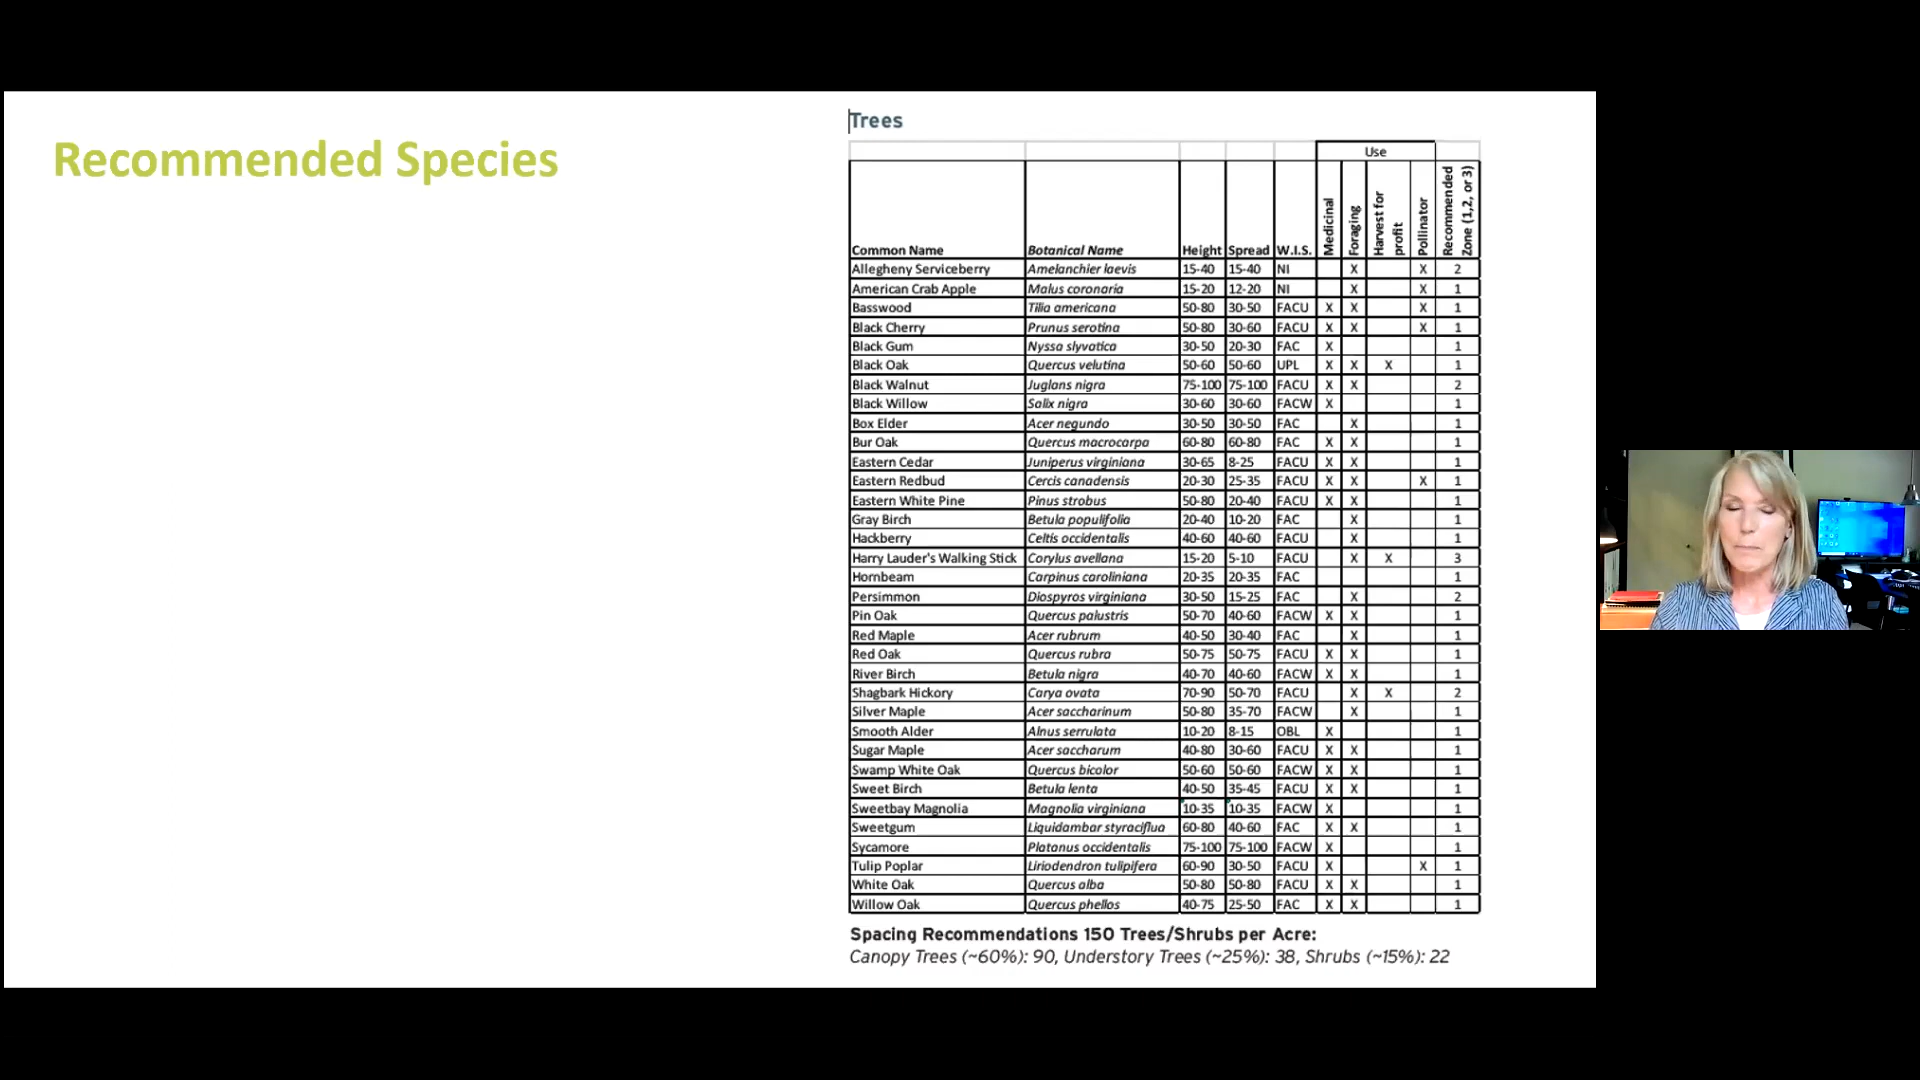 Recommended Species
Trees
Use
Common Name Botanical Name Height Spread W.I.S. Medicinal Foraging Harvest for profit Pollinator Recommended Zone (1,2, or 3)
Allegheny Serviceberry Amelanchier laevis 15-40 15-40 NI X X 2
American Crab Apple Malus coronaria 15-20 12-20 NI X X 1
Basswood Tilia americana 50-80 30-50 FACU X X X 1
Black Cherry Prunus serotina 50-80 30-60 FACU X X X 1
Black Gum Nyssa slyvatica 30-50 20-30 FAC X 1
Black Oak Quercus velutina 50-60 50-60 UPL X X X 1
Black Walnut Juglans nigra 75-100 75-100 FACU X X 2
Black Willow Salix nigra 30-60 30-60 FACW X 1
Box Elder Acer negundo 30-50 30-50 FAC X 1
Bur Oak Quercus macrocarpa 60-80 60-80 FAC X X 1
Eastern Cedar Juniperus virginiana 30-65 8-25 FACU X X 1
Eastern Redbud Cercis canadensis 20-30 25-35 FACU X X X 1
Eastern White Pine Pinus strobus 50-80 20-40 FACU X X 1
Gray Birch Betula populifolia 20-40 10-20 FAC X 1
Hackberry Celtis occidentalis 40-60 40-60 FACU X 1
Harry Lauder's Walking Stick Corylus avellana 15-20 5-10 FACU X X 3
Hornbeam Carpinus caroliniana 20-35 20-35 FAC 1
Persimmon Diospyros virginiana 30-50 15-25 FAC X 2
Pin Oak Quercus palustris 50-70 40-60 FACW X X 1
Red Maple Acer rubrum 40-50 30-40 FAC X 1
Red Oak Quercus rubra 50-75 50-75 FACU X X 1
River Birch Betula nigra 40-70 40-60 FACW X X 1
Shagbark Hickory Carya ovata 70-90 50-70 FACU X X 2
Silver Maple Acer saccharinum 50-80 35-70 FACW X 1
Smooth Alder Alnus serrulata 10-20 8-15 OBL X 1
Sugar Maple Acer saccharum 40-80 30-60 FACU X X 1
Swamp White Oak Quercus bicolor 50-60 50-60 FACW X X 1
Sweet Birch Betula lenta 40-50 35-45 FACU X X 1
Sweetbay Magnolia Magnolia virginiana 10-35 10-35 FACW X 1
Sweetgum Liquidambar styraciflua 60-80 40-60 FAC X X 1
Sycamore Platanus occidentalis 75-100 75-100 FACW X 1
Tulip Poplar Liriodendron tulipifera 60-90 30-50 FACU X X 1
White Oak Quercus alba 50-80 50-80 FACU X X 1
Willow Oak Quercus phellos 40-75 25-50 FAC X X 1
Spacing Recommendations 150 Trees/Shrubs per Acre:
Canopy Trees (~60%): 90, Understory Trees (~25%): 38, Shrubs (~15%): 22